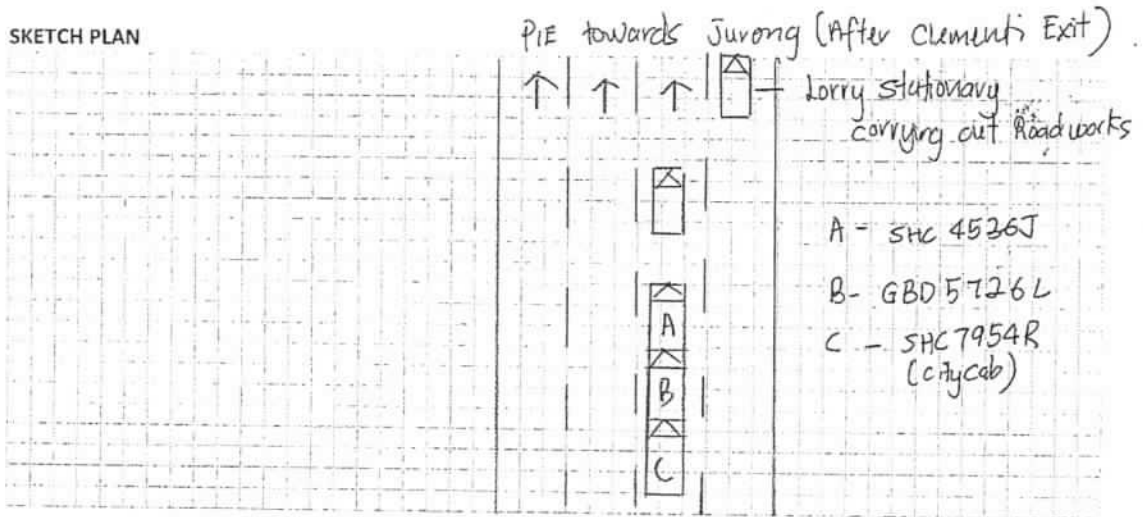 SKETCH PLAN
PIE towards Jurong (After Clementi Exit).
Lorry stationary
carrying out Roadworks
A - SHC 4536J
B - GBD 5726L
C - SHC 7954R
(citycab)
A
B
C